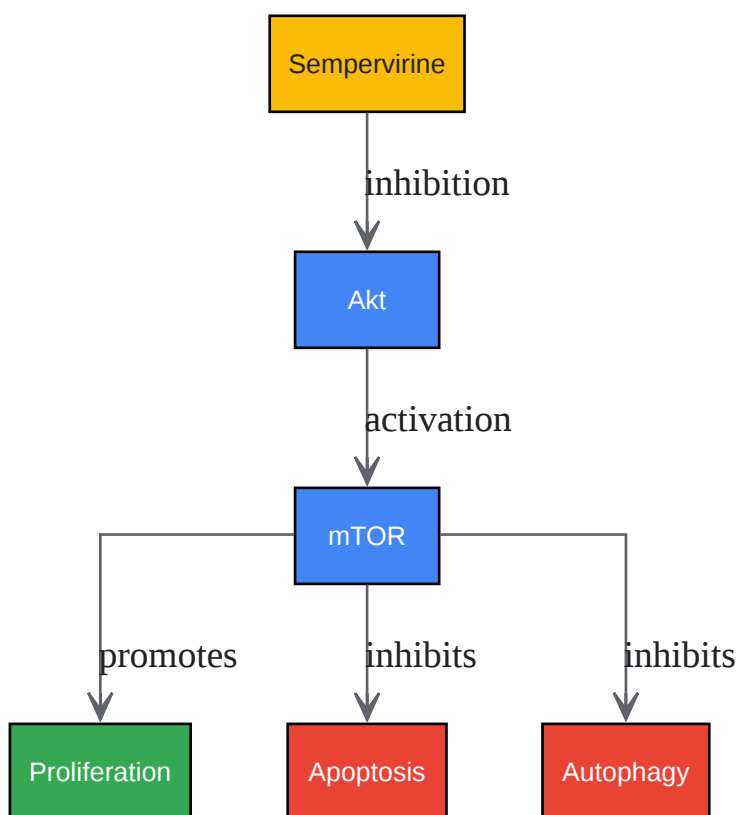 Sempervirine
inhibition
Akt
activation
mTOR
promotes
inhibits
inhibits
Proliferation
Apoptosis
Autophagy